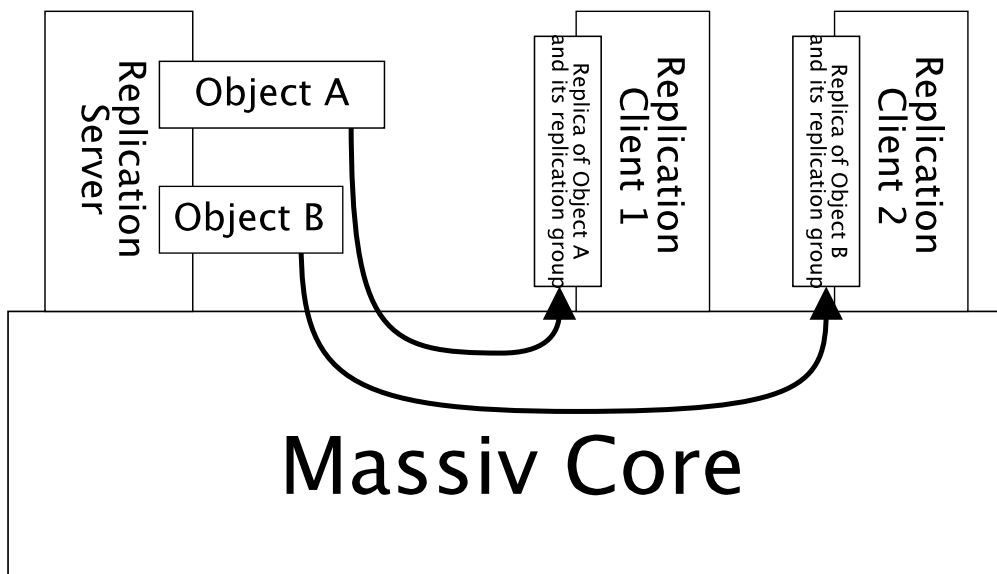 Replication
Server
Object A
Object B
Replica of Object A
and its replication group
Replication
Client 1
Replica of Object B
and its replication group
Replication
Client 2
Massiv Core